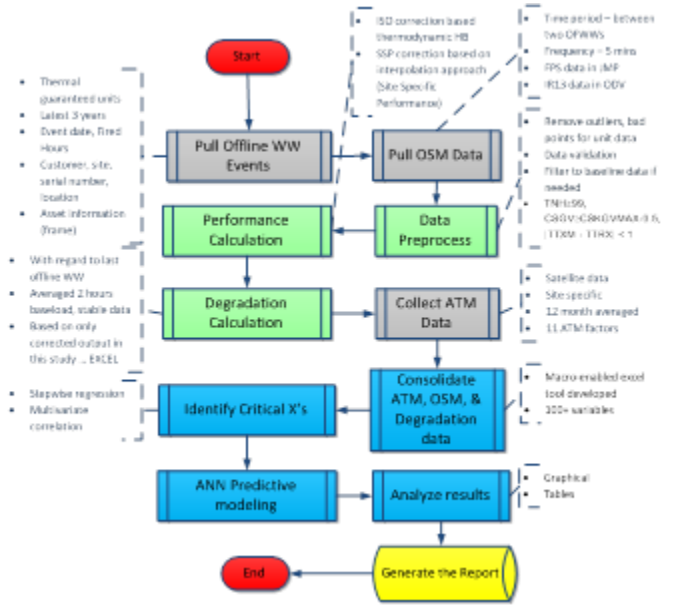 Start
ISO correction based
thermodynamic HB
SSP correction based on
interpolation approach
(Site Specific
Performance)
Time period – between
two OFWWs
Frequency – 5 mins
FPS data in JMP
IR13 data in ODV
Thermal
guaranteed units
Latest 3 years
Event date, Fired
Hours
Customer, site,
serial number,
location
Asset information
(frame)
Pull Offline WW
Events
Pull OSM Data
Remove outliers, bad
points for unit data
Data validation
Filter to baseline data if
needed
Performance
Calculation
Data
Preprocess
With regard to last
offline WW
Averaged 2 hours
baseload, stable data
Based on only
corrected output in
this study ... EXCEL
Degradation
Calculation
Collect ATM
Data
Satellite data
Site specific
12 month averaged
11 ATM factors
Stepwise regression
Multivariate
correlation
Identify Critical X's
Consolidate
ATM, OSM, &
Degradation
data
Macro enabled excel
tool developed
100+ variables
ANN Predictive
modeling
Analyze results
Graphical
Tables
End
Generate the Report